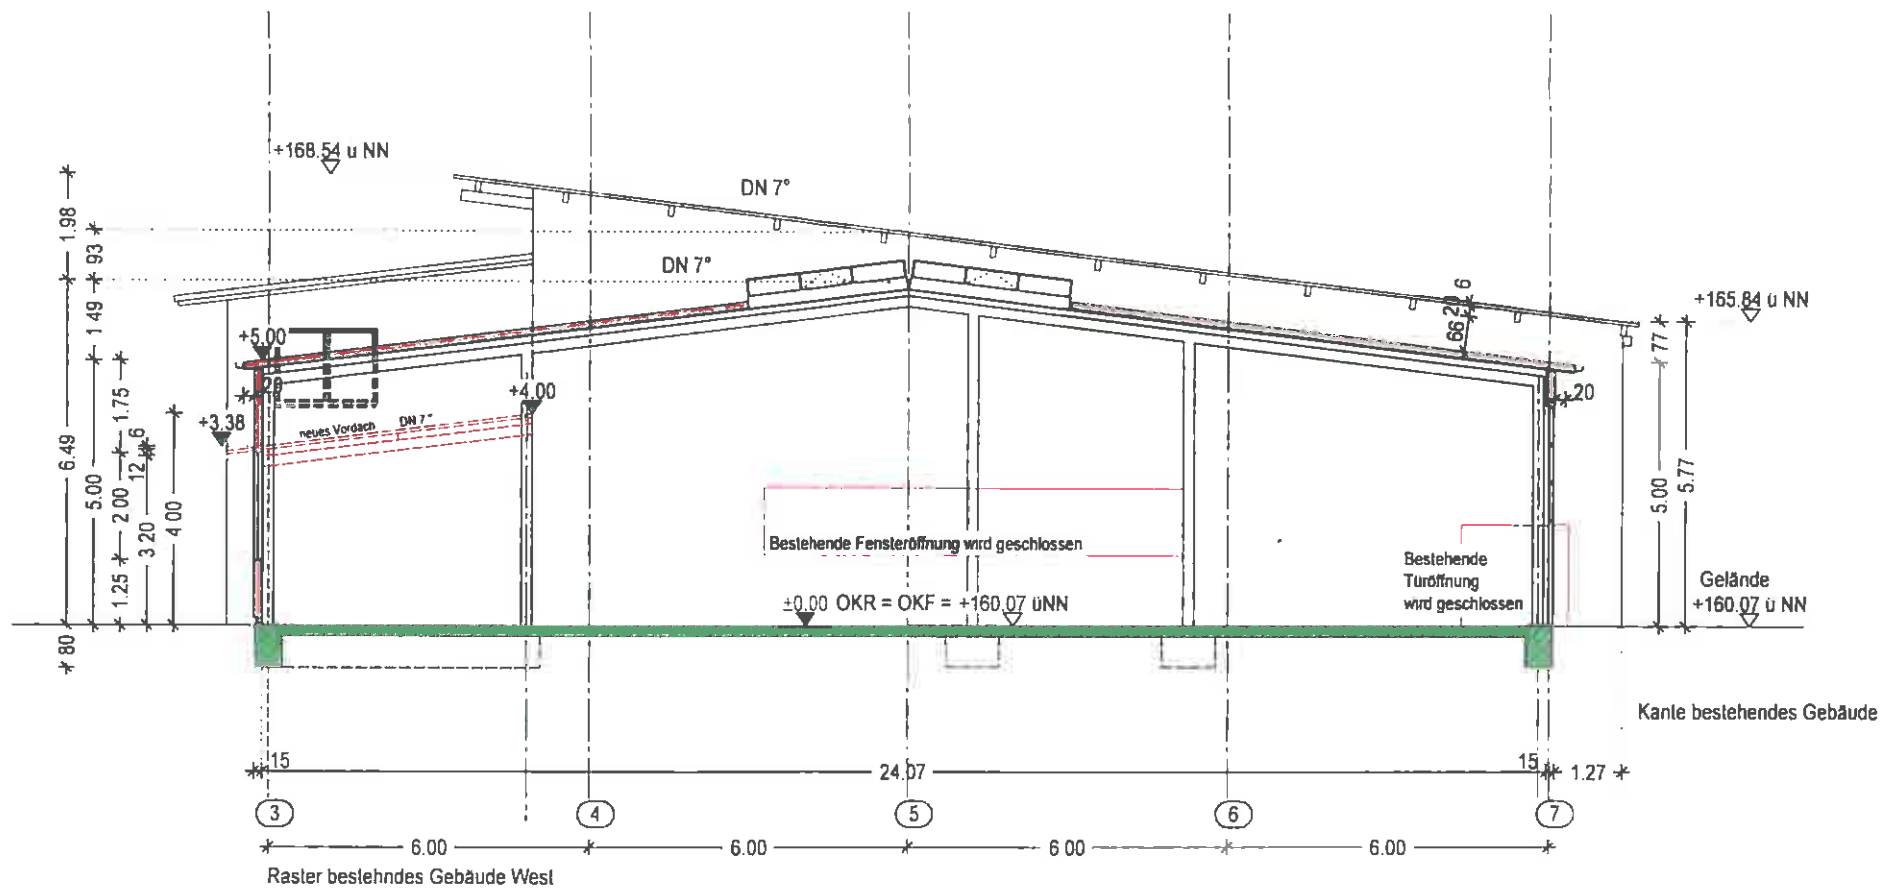 +168.54 u NN
DN 7°
DN 7°
1.98
93
1.49
6.49
5.00
1.75
2.00
1.25
12
6
3.20
4 00
80
+5.00
20
+4.00
+3.38
neues Vordach
DN 7°
66
20
6
+165.84 u NN
77
20
5.00
5.77
Bestehende Fensteröffnung wird geschlossen
Bestehende
Turöffnung
wird geschlossen
Gelände
+160.07 ü NN
±0.00 OKR = OKF = +160.07 üNN
Kante bestehendes Gebäude
15
24.07
15
1.27
3
4
5
6
7
6.00
6.00
6 00
6.00
Raster bestehndes Gebäude West